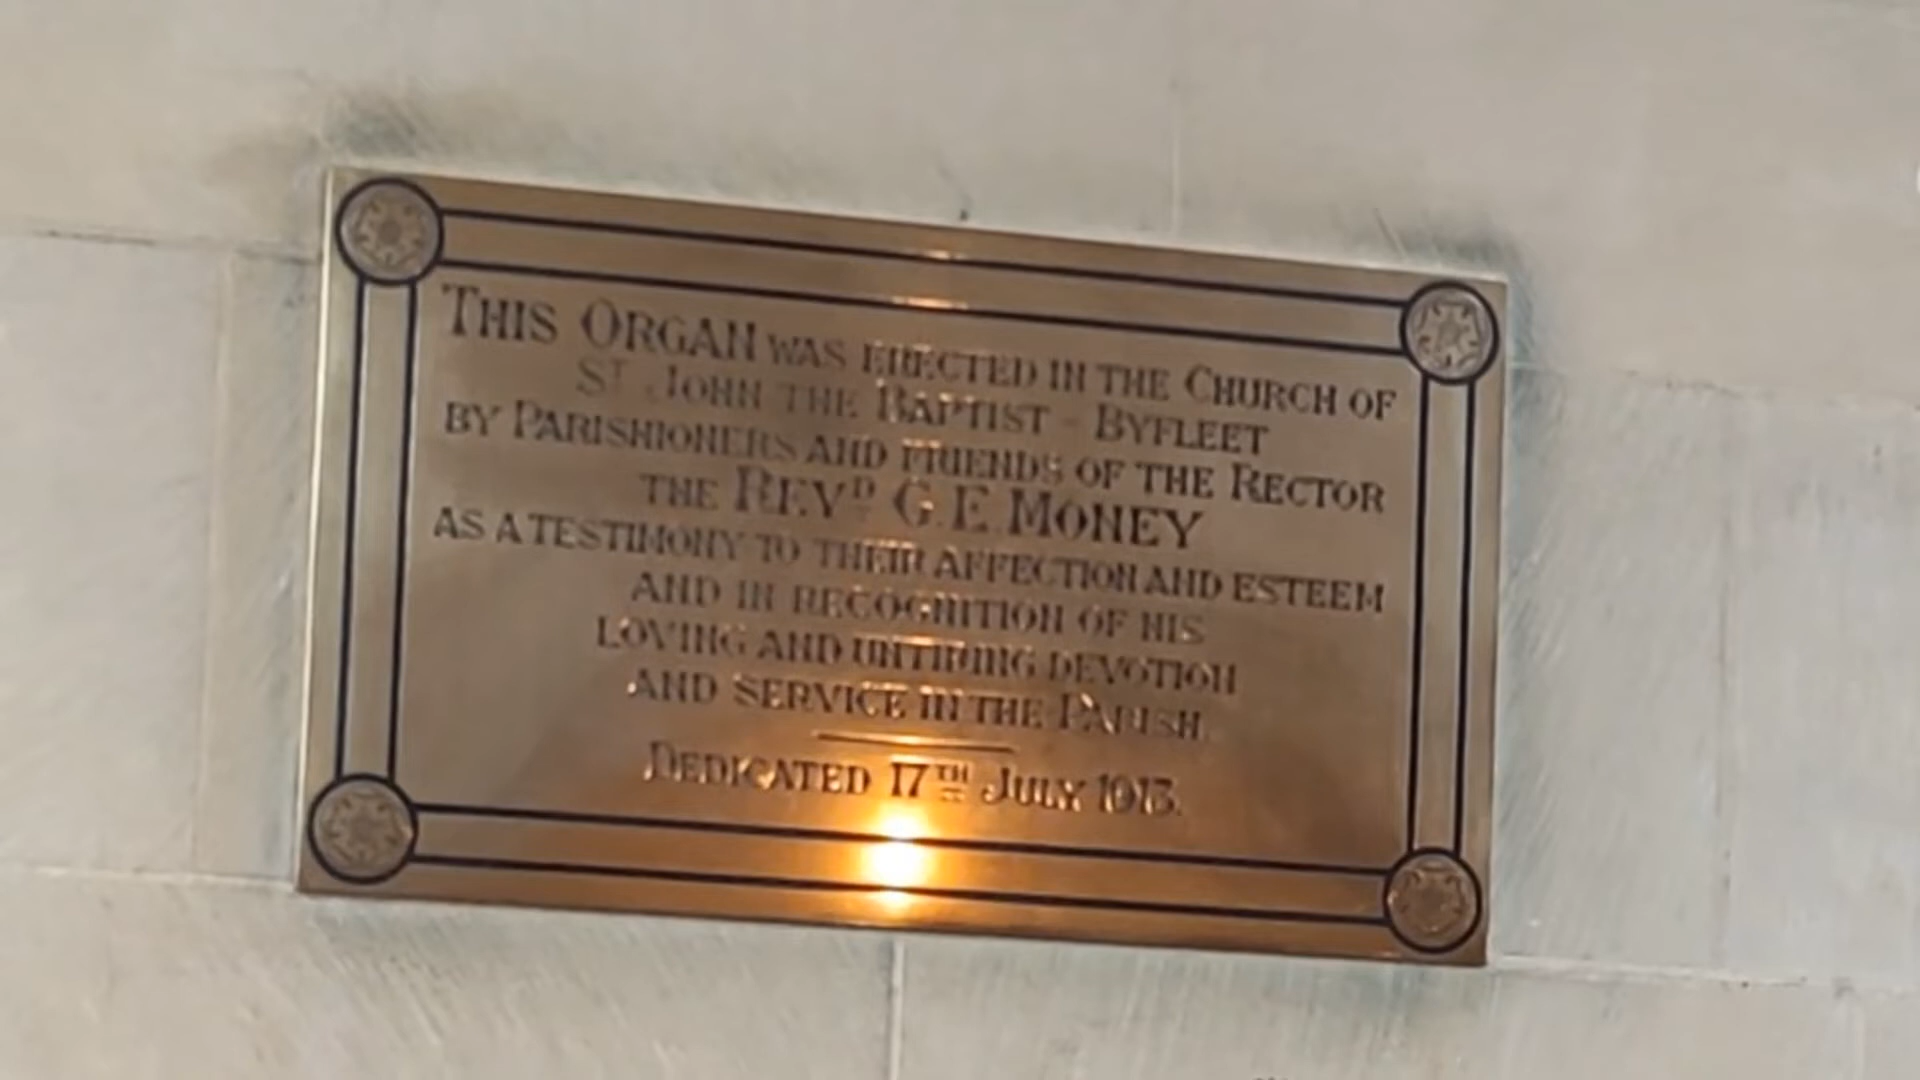 THIS ORGAN WAS ERECTED IN THE CHURCH OF
ST JOHN THE BAPTIST - BYFLEET
BY PARISHIONERS AND FRIENDS OF THE RECTOR
THE REVD G. E. MONEY
AS A TESTIMONY TO THEIR AFFECTION AND ESTEEM
AND IN RECOGNITION OF HIS
LOVING AND UNTIRING DEVOTION
AND SERVICE IN THE PARISH.
DEDICATED 17TH JULY 1913.